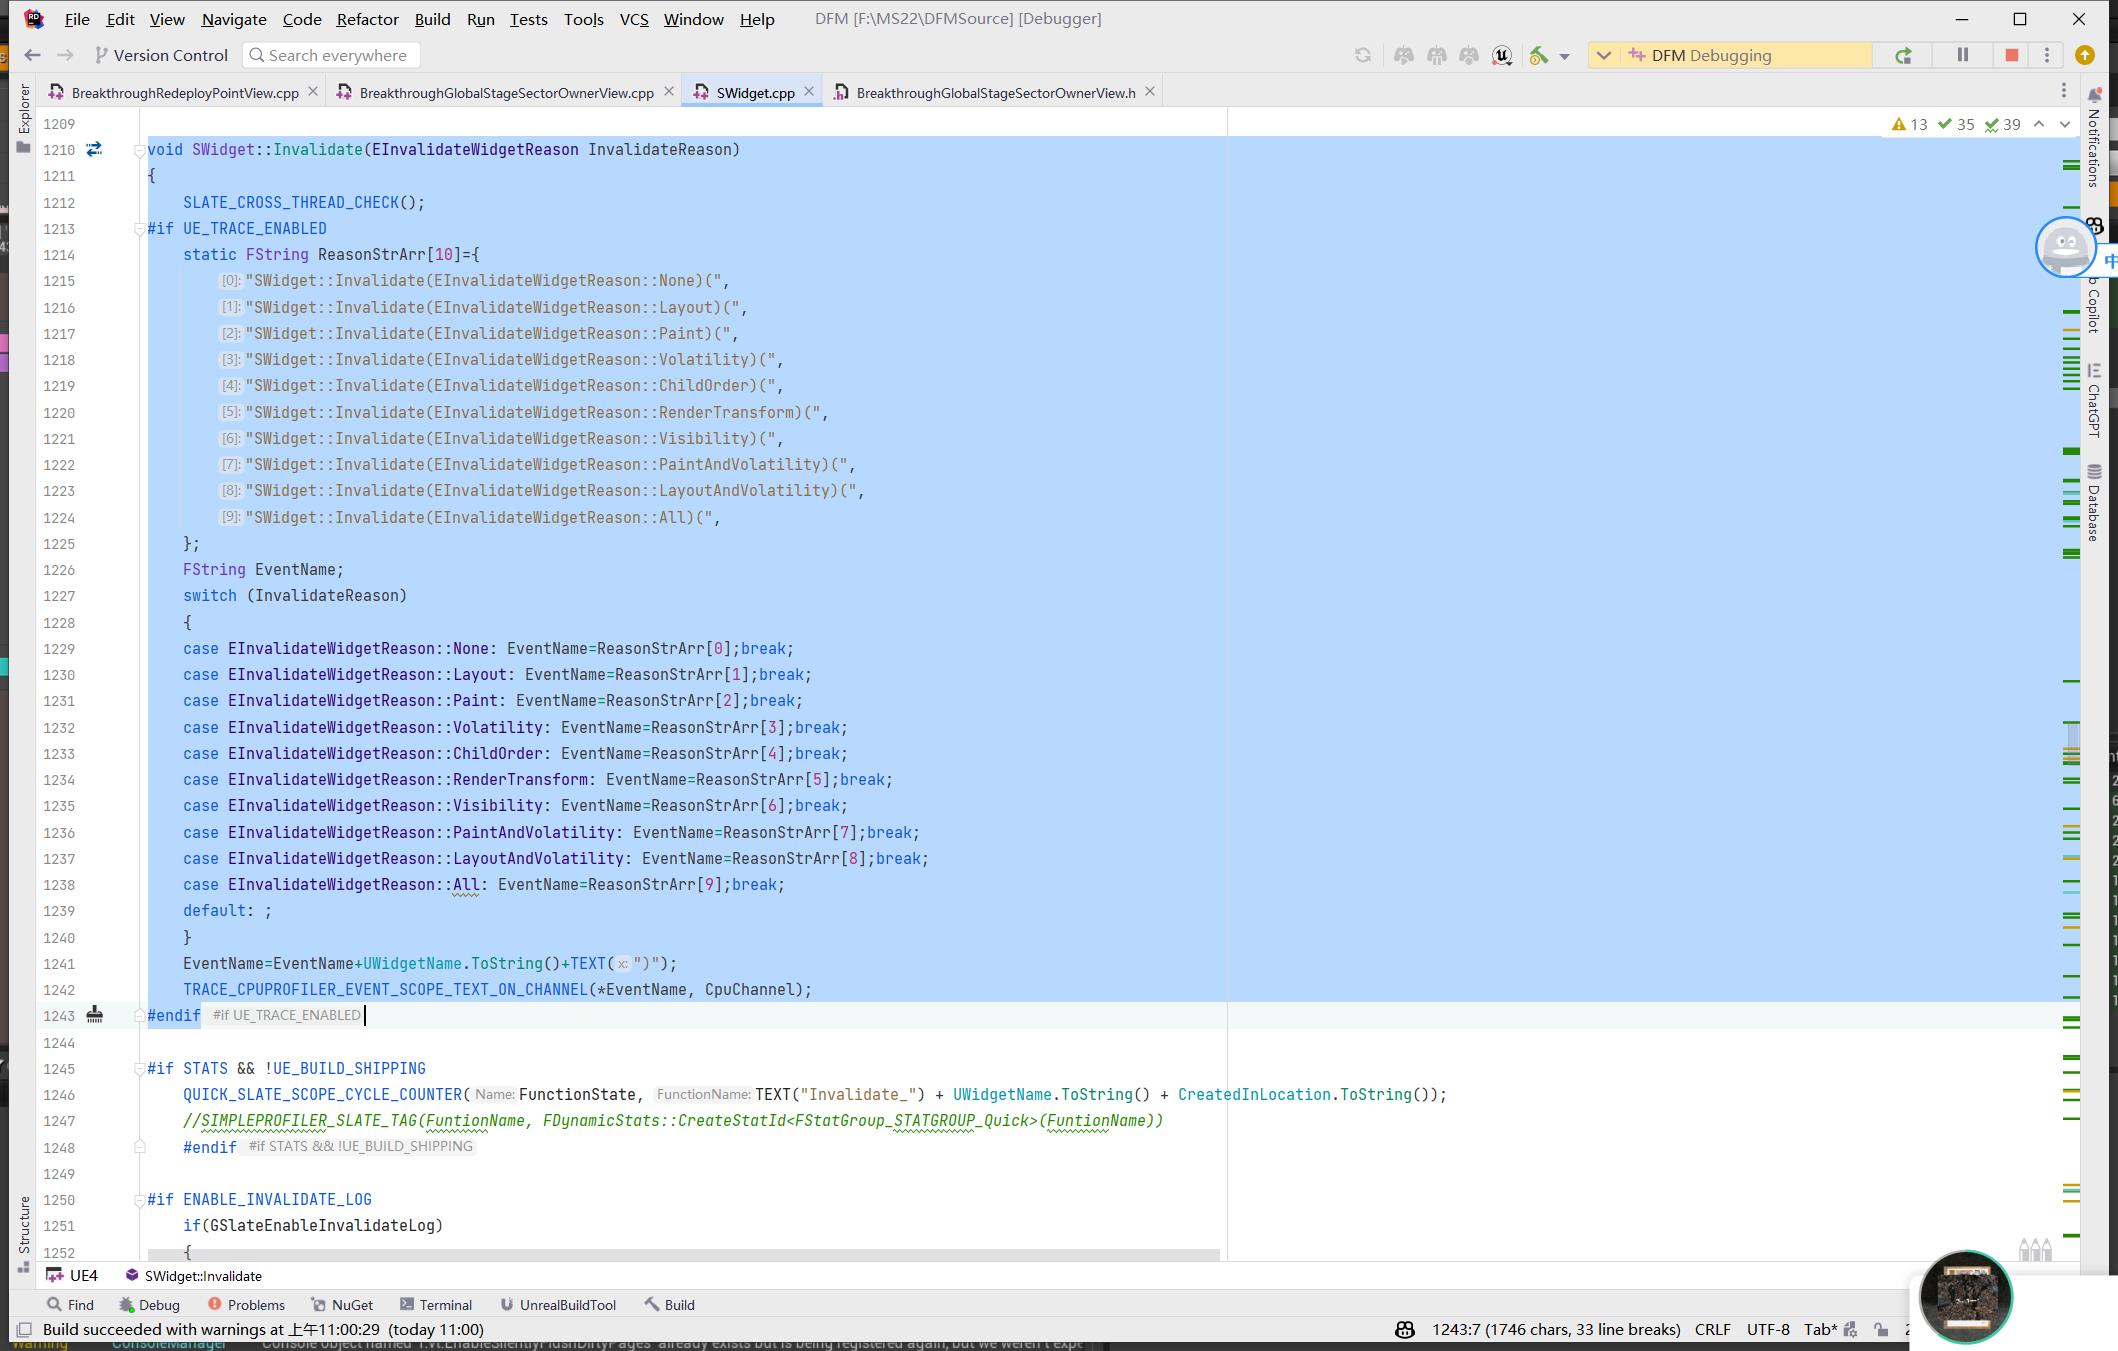 File Edit View Navigate Code Refactor Build Run Tests Tools VCS Window Help DFM [F:\MS22\DFMSource] [Debugger]
Version Control Search everywhere DFM Debugging
BreakthroughRedeployPointView.cpp BreakthroughGlobalStageSectorOwnerView.cpp SWidget.cpp BreakthroughGlobalStageSectorOwnerView.h
Explorer
Notifications
Copilot
ChatGPT
Database
Structure
13 35 39
中
1209
1210 void SWidget::Invalidate(EInvalidateWidgetReason InvalidateReason)
1211 {
1212 SLATE_CROSS_THREAD_CHECK();
1213 #if UE_TRACE_ENABLED
1214 static FString ReasonStrArr[10]={
1215 [0]:"SWidget::Invalidate(EInvalidateWidgetReason::None)(",
1216 [1]:"SWidget::Invalidate(EInvalidateWidgetReason::Layout)(",
1217 [2]:"SWidget::Invalidate(EInvalidateWidgetReason::Paint)(",
1218 [3]:"SWidget::Invalidate(EInvalidateWidgetReason::Volatility)(",
1219 [4]:"SWidget::Invalidate(EInvalidateWidgetReason::ChildOrder)(",
1220 [5]:"SWidget::Invalidate(EInvalidateWidgetReason::RenderTransform)(",
1221 [6]:"SWidget::Invalidate(EInvalidateWidgetReason::Visibility)(",
1222 [7]:"SWidget::Invalidate(EInvalidateWidgetReason::PaintAndVolatility)(",
1223 [8]:"SWidget::Invalidate(EInvalidateWidgetReason::LayoutAndVolatility)(",
1224 [9]:"SWidget::Invalidate(EInvalidateWidgetReason::All)(",
1225 };
1226 FString EventName;
1227 switch (InvalidateReason)
1228 {
1229 case EInvalidateWidgetReason::None: EventName=ReasonStrArr[0];break;
1230 case EInvalidateWidgetReason::Layout: EventName=ReasonStrArr[1];break;
1231 case EInvalidateWidgetReason::Paint: EventName=ReasonStrArr[2];break;
1232 case EInvalidateWidgetReason::Volatility: EventName=ReasonStrArr[3];break;
1233 case EInvalidateWidgetReason::ChildOrder: EventName=ReasonStrArr[4];break;
1234 case EInvalidateWidgetReason::RenderTransform: EventName=ReasonStrArr[5];break;
1235 case EInvalidateWidgetReason::Visibility: EventName=ReasonStrArr[6];break;
1236 case EInvalidateWidgetReason::PaintAndVolatility: EventName=ReasonStrArr[7];break;
1237 case EInvalidateWidgetReason::LayoutAndVolatility: EventName=ReasonStrArr[8];break;
1238 case EInvalidateWidgetReason::All: EventName=ReasonStrArr[9];break;
1239 default: ;
1240 }
1241 EventName=EventName+UWidgetName.ToString()+TEXT( x: ")");
1242 TRACE_CPUPROFILER_EVENT_SCOPE_TEXT_ON_CHANNEL(*EventName, CpuChannel);
1243 #endif #if UE_TRACE_ENABLED
1244
1245 #if STATS && !UE_BUILD_SHIPPING
1246 QUICK_SLATE_SCOPE_CYCLE_COUNTER( Name: FunctionState, FunctionName: TEXT("Invalidate_") + UWidgetName.ToString() + CreatedInLocation.ToString());
1247 //SIMPLEPROFILER_SLATE_TAG(FuntionName, FDynamicStats::CreateStatId<FStatGroup_STATGROUP_Quick>(FuntionName))
1248 #endif #if STATS && !UE_BUILD_SHIPPING
1249
1250 #if ENABLE_INVALIDATE_LOG
1251 if(GSlateEnableInvalidateLog)
1252 {
UE4 SWidget::Invalidate
Find Debug Problems NuGet Terminal UnrealBuildTool Build
Build succeeded with warnings at 上午11:00:29 (today 11:00) 1243:7 (1746 chars, 33 line breaks) CRLF UTF-8 Tab*